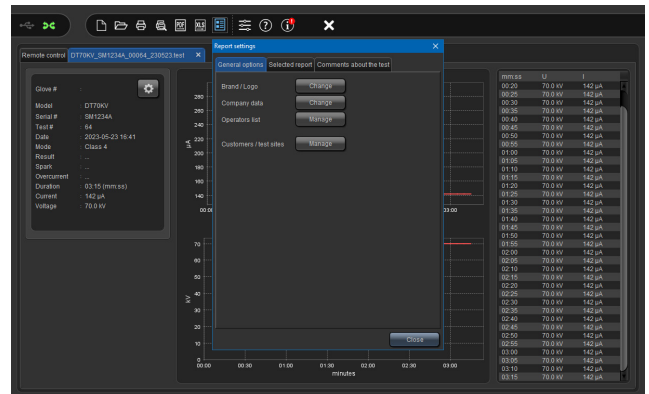 PDF XLS
Report settings
Remote control DT70KV_SM1234A_00064_230523.test
General options Selected report Comments about the test
Brand / Logo Change
Company data Change
Operators list Manage
Customers / test sites Manage
Close
Glove # :
Model : DT70KV
Serial # : SM1234A
Test # : 64
Date : 2023-05-23 16:41
Mode : Class 4
Result : ...
Spark : ...
Overcurrent : ...
Duration : 03:15 (mm:ss)
Current : 142 µA
Voltage : 70.0 kV
µA
280
260
240
220
200
180
160
140
03:00
kV
70
60
50
40
30
20
10
0
00:00 00:30 01:00 01:30 02:00 02:30 03:00
minutes
mm:ss U I
00:20 70.0 kV 142 µA
00:25 70.0 kV 142 µA
00:30 70.0 kV 142 µA
00:35 70.0 kV 142 µA
00:40 70.0 kV 142 µA
00:45 70.0 kV 142 µA
00:50 70.0 kV 142 µA
00:55 70.0 kV 142 µA
01:00 70.0 kV 142 µA
01:05 70.0 kV 142 µA
01:10 70.0 kV 142 µA
01:15 70.0 kV 142 µA
01:20 70.0 kV 142 µA
01:25 70.0 kV 142 µA
01:30 70.0 kV 142 µA
01:35 70.0 kV 142 µA
01:40 70.0 kV 142 µA
01:45 70.0 kV 142 µA
01:50 70.0 kV 142 µA
01:55 70.0 kV 142 µA
02:00 70.0 kV 142 µA
02:05 70.0 kV 142 µA
02:10 70.0 kV 142 µA
02:15 70.0 kV 142 µA
02:20 70.0 kV 142 µA
02:25 70.0 kV 142 µA
02:30 70.0 kV 142 µA
02:35 70.0 kV 142 µA
02:40 70.0 kV 142 µA
02:45 70.0 kV 142 µA
02:50 70.0 kV 142 µA
02:55 70.0 kV 142 µA
03:00 70.0 kV 142 µA
03:05 70.0 kV 142 µA
03:10 70.0 kV 142 µA
03:15 70.0 kV 142 µA